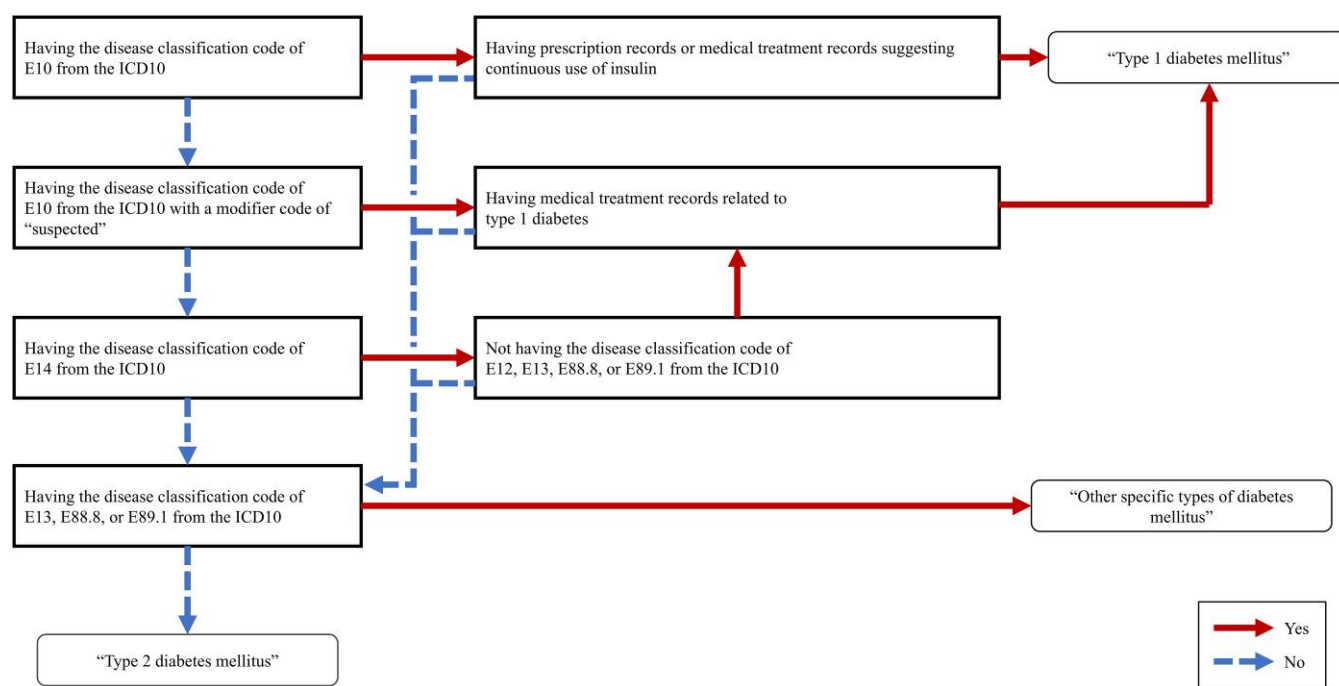 Having the disease classification code of
E10 from the ICD10
Having prescription records or medical treatment records suggesting
continuous use of insulin
“Type 1 diabetes mellitus”
Having the disease classification code of
E10 from the ICD10 with a modifier code of
“suspected”
Having medical treatment records related to
type 1 diabetes
Having the disease classification code of
E14 from the ICD10
Not having the disease classification code of
E12, E13, E88.8, or E89.1 from the ICD10
Having the disease classification code of
E13, E88.8, or E89.1 from the ICD10
“Other specific types of diabetes
mellitus”
“Type 2 diabetes mellitus”
Yes
No